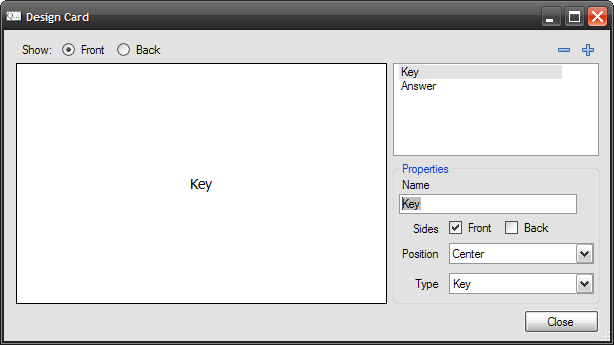 Design Card
Show: Front Back
Key
Key
Answer
Properties
Name
Key
Sides Front Back
Position Center
Type Key
Close